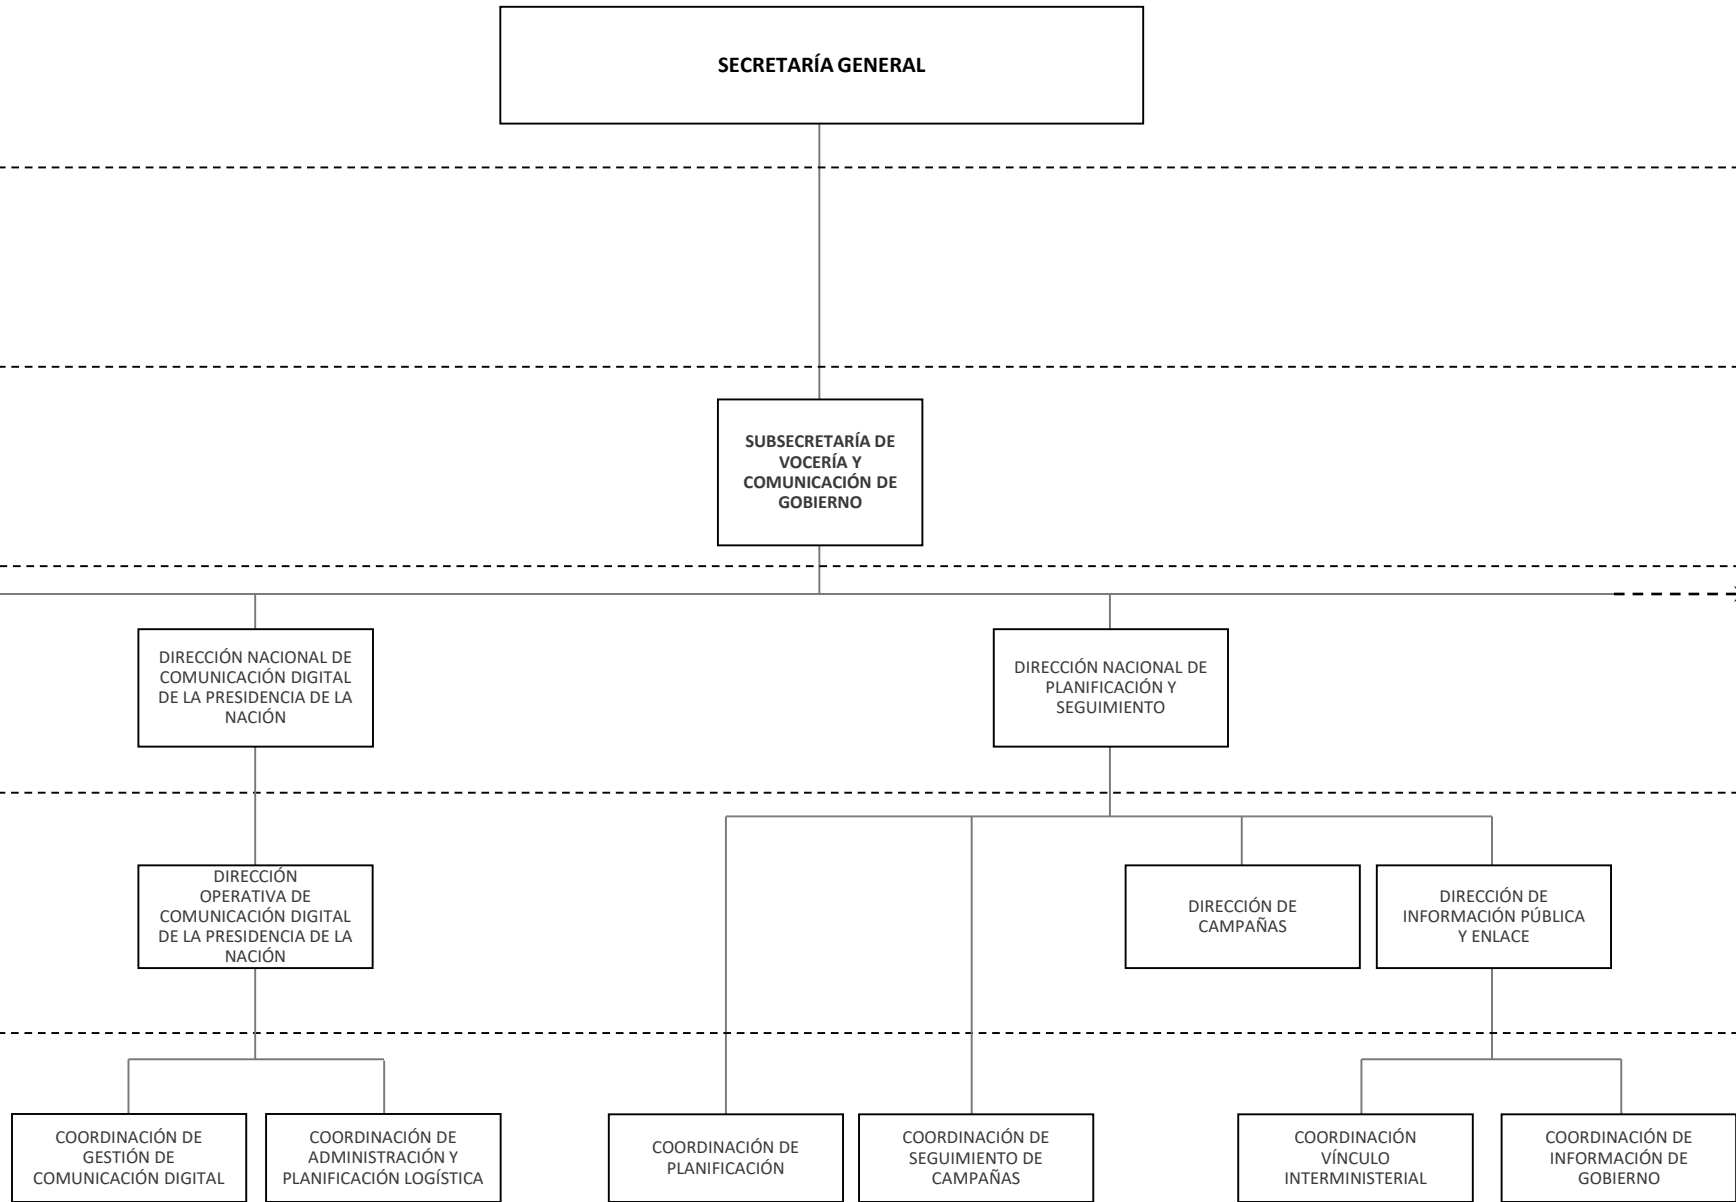 SECRETARÍA GENERAL
SUBSECRETARÍA DE
VOCERÍA Y
COMUNICACIÓN DE
GOBIERNO
DIRECCIÓN NACIONAL DE
COMUNICACIÓN DIGITAL
DE LA PRESIDENCIA DE LA
NACIÓN
DIRECCIÓN NACIONAL DE
PLANIFICACIÓN Y
SEGUIMIENTO
DIRECCIÓN
OPERATIVA DE
COMUNICACIÓN DIGITAL
DE LA PRESIDENCIA DE LA
NACIÓN
DIRECCIÓN DE
CAMPAÑAS
DIRECCIÓN DE
INFORMACIÓN PÚBLICA
Y ENLACE
COORDINACIÓN DE
GESTIÓN DE
COMUNICACIÓN DIGITAL
COORDINACIÓN DE
ADMINISTRACIÓN Y
PLANIFICACIÓN LOGÍSTICA
COORDINACIÓN DE
PLANIFICACIÓN
COORDINACIÓN DE
SEGUIMIENTO DE
CAMPAÑAS
COORDINACIÓN
VÍNCULO
INTERMINISTERIAL
COORDINACIÓN DE
INFORMACIÓN DE
GOBIERNO